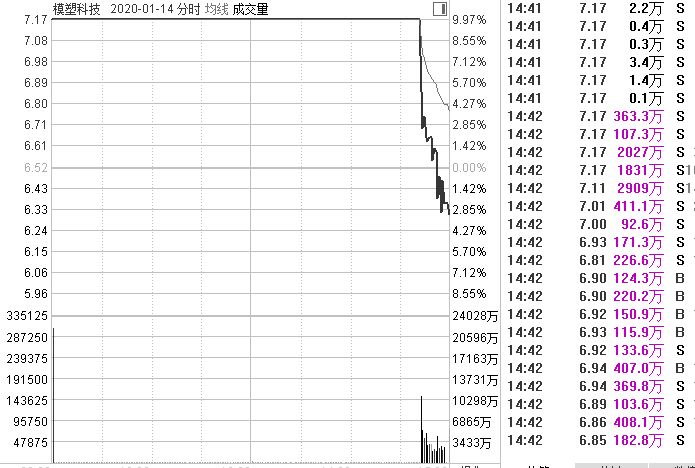 模塑科技 2020-01-14 分时 均线 成交量
7.17 9.97%
7.08 8.55%
6.98 7.12%
6.89 5.70%
6.80 4.27%
6.71 2.85%
6.61 1.42%
6.52 0.00%
6.43 1.42%
6.33 2.85%
6.24 4.27%
6.15 5.70%
6.06 7.12%
5.96 8.55%
335125 24028万
287250 20596万
239375 17163万
191500 13731万
143625 10298万
95750 6865万
47875 3433万
14:41 7.17 2.2万 S
14:41 7.17 0.4万 S
14:41 7.17 0.3万 S
14:41 7.17 3.4万 S
14:41 7.17 1.4万 S
14:41 7.17 0.1万 S
14:42 7.17 363.3万 S
14:42 7.17 107.3万 S
14:42 7.17 2027万 S
14:42 7.17 1831万 S
14:42 7.11 2909万 S
14:42 7.01 411.1万 S
14:42 7.00 92.6万 S
14:42 6.93 171.3万 S
14:42 6.81 226.6万 S
14:42 6.90 124.3万 B
14:42 6.90 220.2万 B
14:42 6.92 150.9万 B
14:42 6.93 115.9万 B
14:42 6.92 133.6万 S
14:42 6.94 407.0万 B
14:42 6.94 369.8万 S
14:42 6.89 103.6万 S
14:42 6.86 408.1万 S
14:42 6.85 182.8万 S